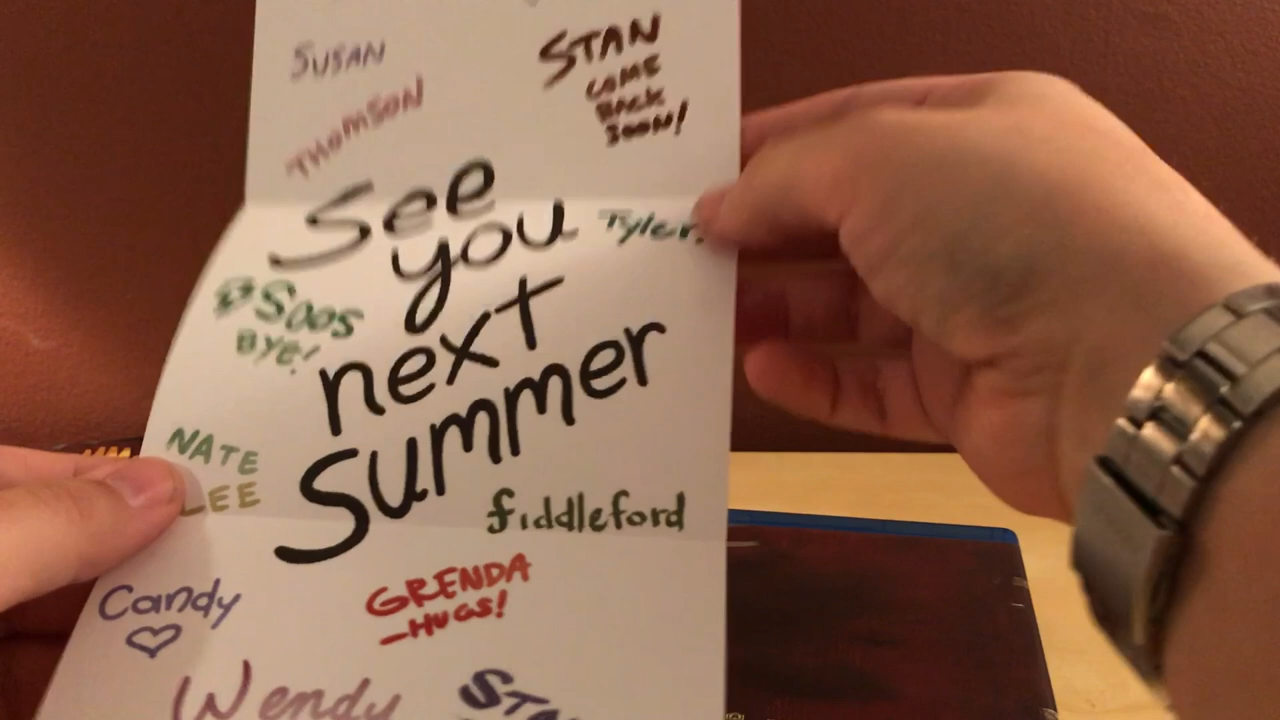 SUSAN
STAN
COME
BACK
SOON!
THOMSON
See
you
Tyler.
Soos
BYE!
next
summer
NATE
LEE
fiddleford
Candy
GRENDA
—HUGS!
Wendy